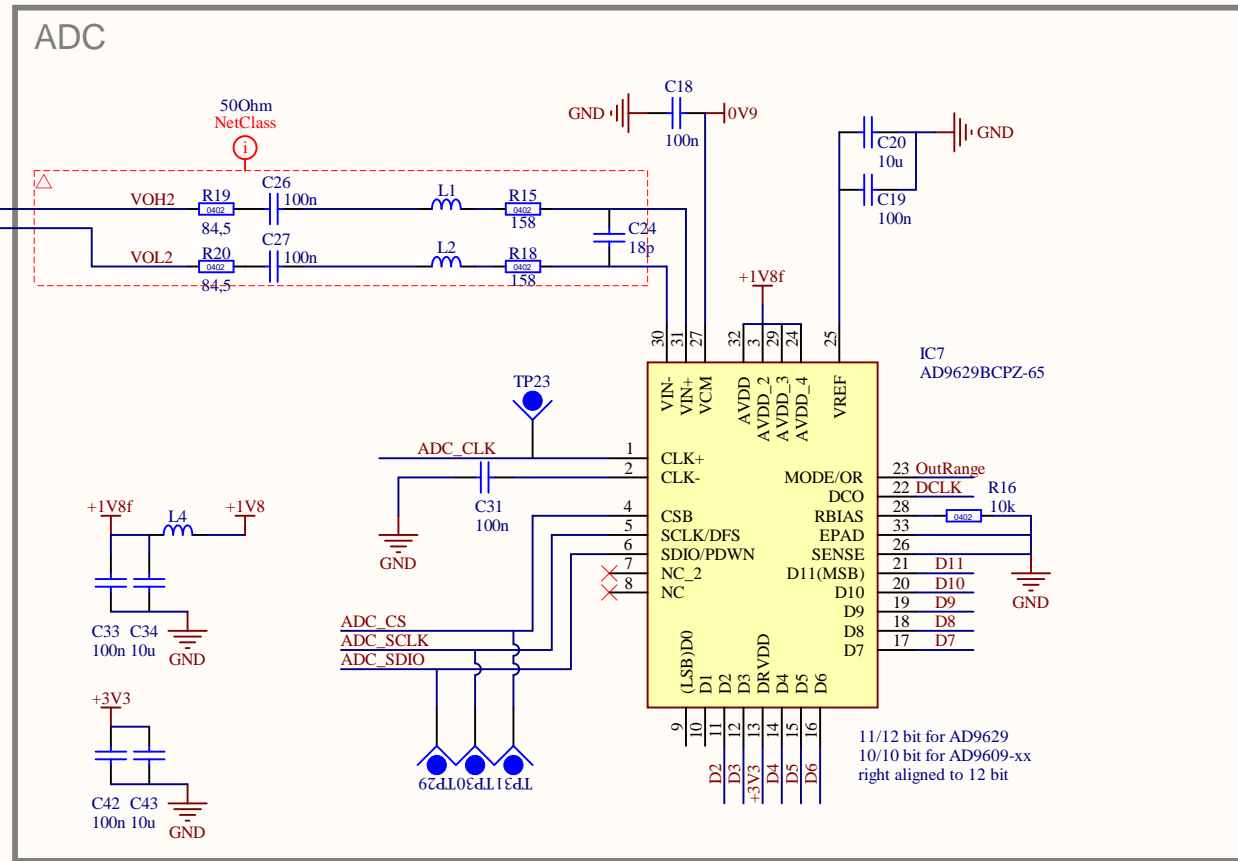 ADC
50Ohm
NetClass
i
C18
GND
0V9
100n
C20
10u
GND
C19
100n
VOH2
R19
0402
84,5
C26
100n
L1
R15
0402
158
C24
18p
VOL2
R20
0402
84,5
C27
100n
L2
R18
0402
158
+1V8f
30
31
27
32
3
29
24
25
VIN-
VIN+
VCM
AVDD
AVDD_2
AVDD_3
AVDD_4
VREF
IC7
AD9629BCPZ-65
TP23
ADC_CLK
1
CLK+
2
CLK-
C31
100n
GND
4
CSB
5
SCLK/DFS
6
SDIO/PDWN
7
NC_2
8
NC
MODE/OR
23
OutRange
DCO
22
DCLK
RBIAS
28
R16
10k
0402
EPAD
33
SENSE
26
GND
D11(MSB)
21
D11
D10
20
D10
D9
19
D9
D8
18
D8
D7
17
D7
+1V8f
L4
+1V8
C33
100n
C34
10u
GND
ADC_CS
ADC_SCLK
ADC_SDIO
TP29
TP30
TP31
+3V3
C42
100n
C43
10u
GND
(LSB)D0
D1
D2
D3
DRVDD
D4
D5
D6
9
10
11
12
13
14
15
16
D2
D3
+3V3
D4
D5
D6
11/12 bit for AD9629
10/10 bit for AD9609-xx
right aligned to 12 bit